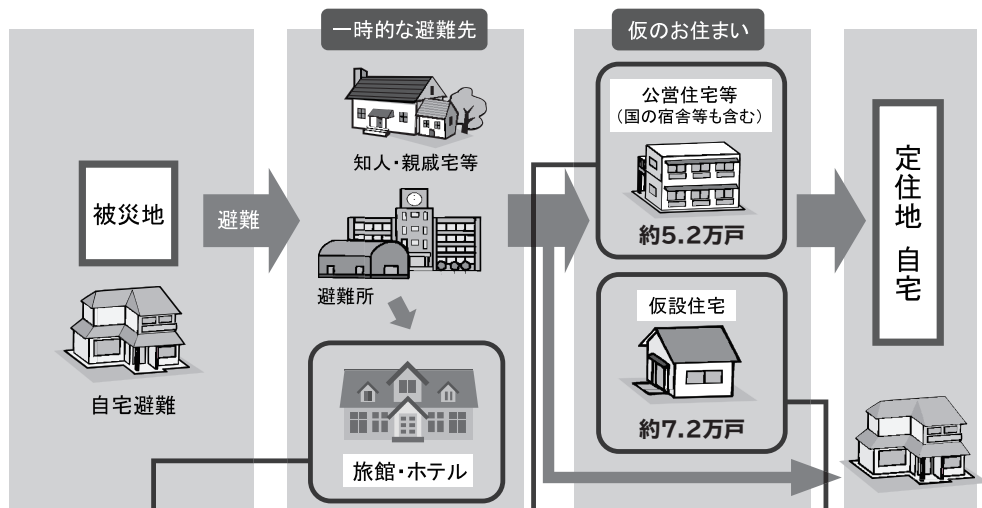 一時的な避難先
仮のお住まい
被災地
自宅避難
避難
知人・親戚宅等
避難所
旅館・ホテル
公営住宅等
（国の宿舎等も含む）
約5.2万戸
仮設住宅
約7.2万戸
定住地 自宅